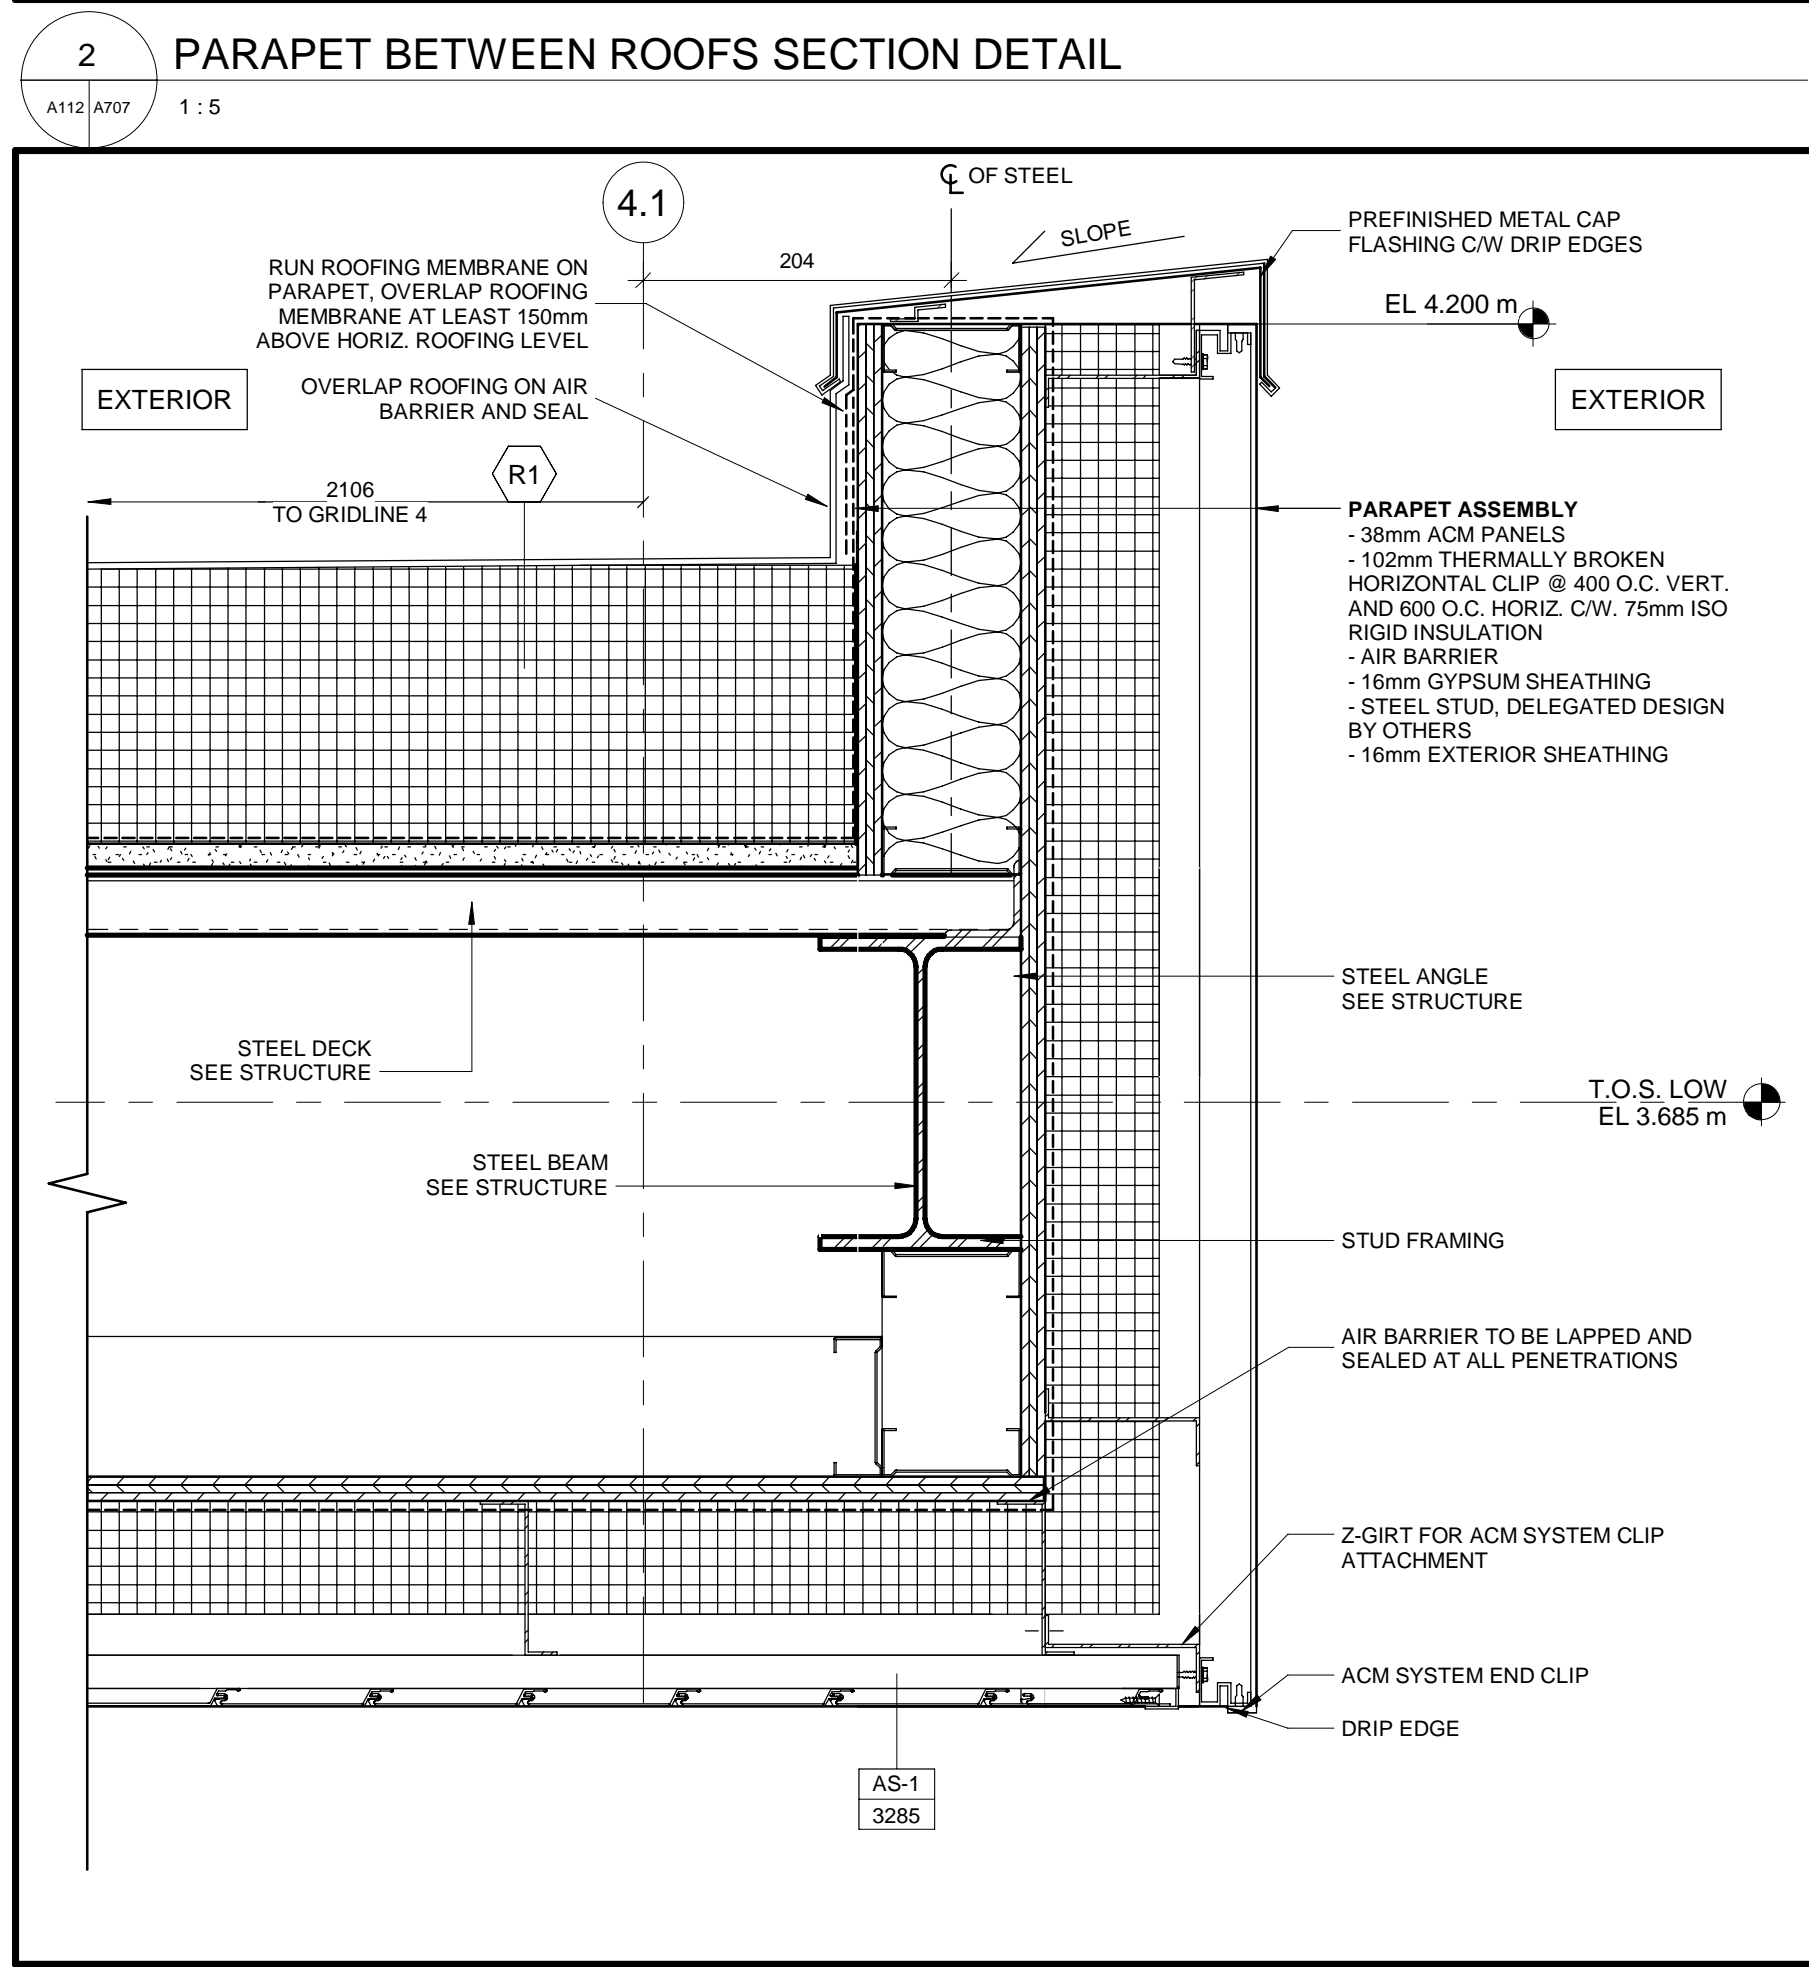 2
PARAPET BETWEEN ROOFS SECTION DETAIL
A112 A707
1 : 5
4.1
℄ OF STEEL
SLOPE
204
PREFINISHED METAL CAP
FLASHING C/W DRIP EDGES
RUN ROOFING MEMBRANE ON
PARAPET, OVERLAP ROOFING
MEMBRANE AT LEAST 150mm
ABOVE HORIZ. ROOFING LEVEL
EL 4.200 m
EXTERIOR
OVERLAP ROOFING ON AIR
BARRIER AND SEAL
EXTERIOR
R1
2106
TO GRIDLINE 4
PARAPET ASSEMBLY
- 38mm ACM PANELS
- 102mm THERMALLY BROKEN
HORIZONTAL CLIP @ 400 O.C. VERT.
AND 600 O.C. HORIZ. C/W. 75mm ISO
RIGID INSULATION
- AIR BARRIER
- 16mm GYPSUM SHEATHING
- STEEL STUD, DELEGATED DESIGN
BY OTHERS
- 16mm EXTERIOR SHEATHING
STEEL ANGLE
SEE STRUCTURE
STEEL DECK
SEE STRUCTURE
T.O.S. LOW
EL 3.685 m
STEEL BEAM
SEE STRUCTURE
STUD FRAMING
AIR BARRIER TO BE LAPPED AND
SEALED AT ALL PENETRATIONS
Z-GIRT FOR ACM SYSTEM CLIP
ATTACHMENT
ACM SYSTEM END CLIP
DRIP EDGE
AS-1
3285